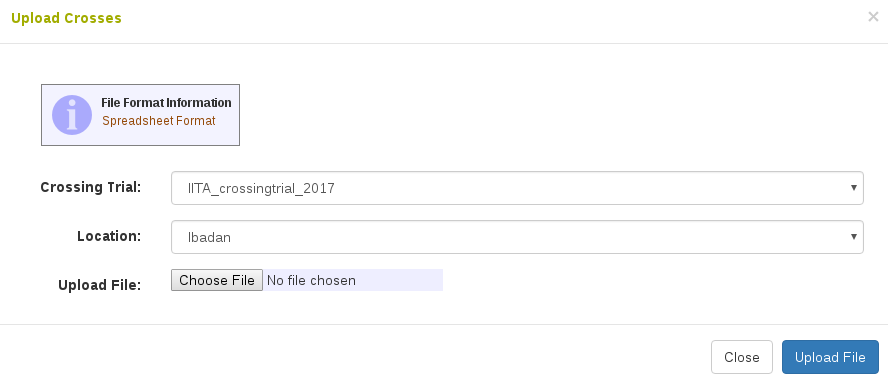 Upload Crosses
×
File Format Information
Spreadsheet Format
Crossing Trial:
IITA_crossingtrial_2017
Location:
Ibadan
Upload File:
Choose File No file chosen
Close
Upload File